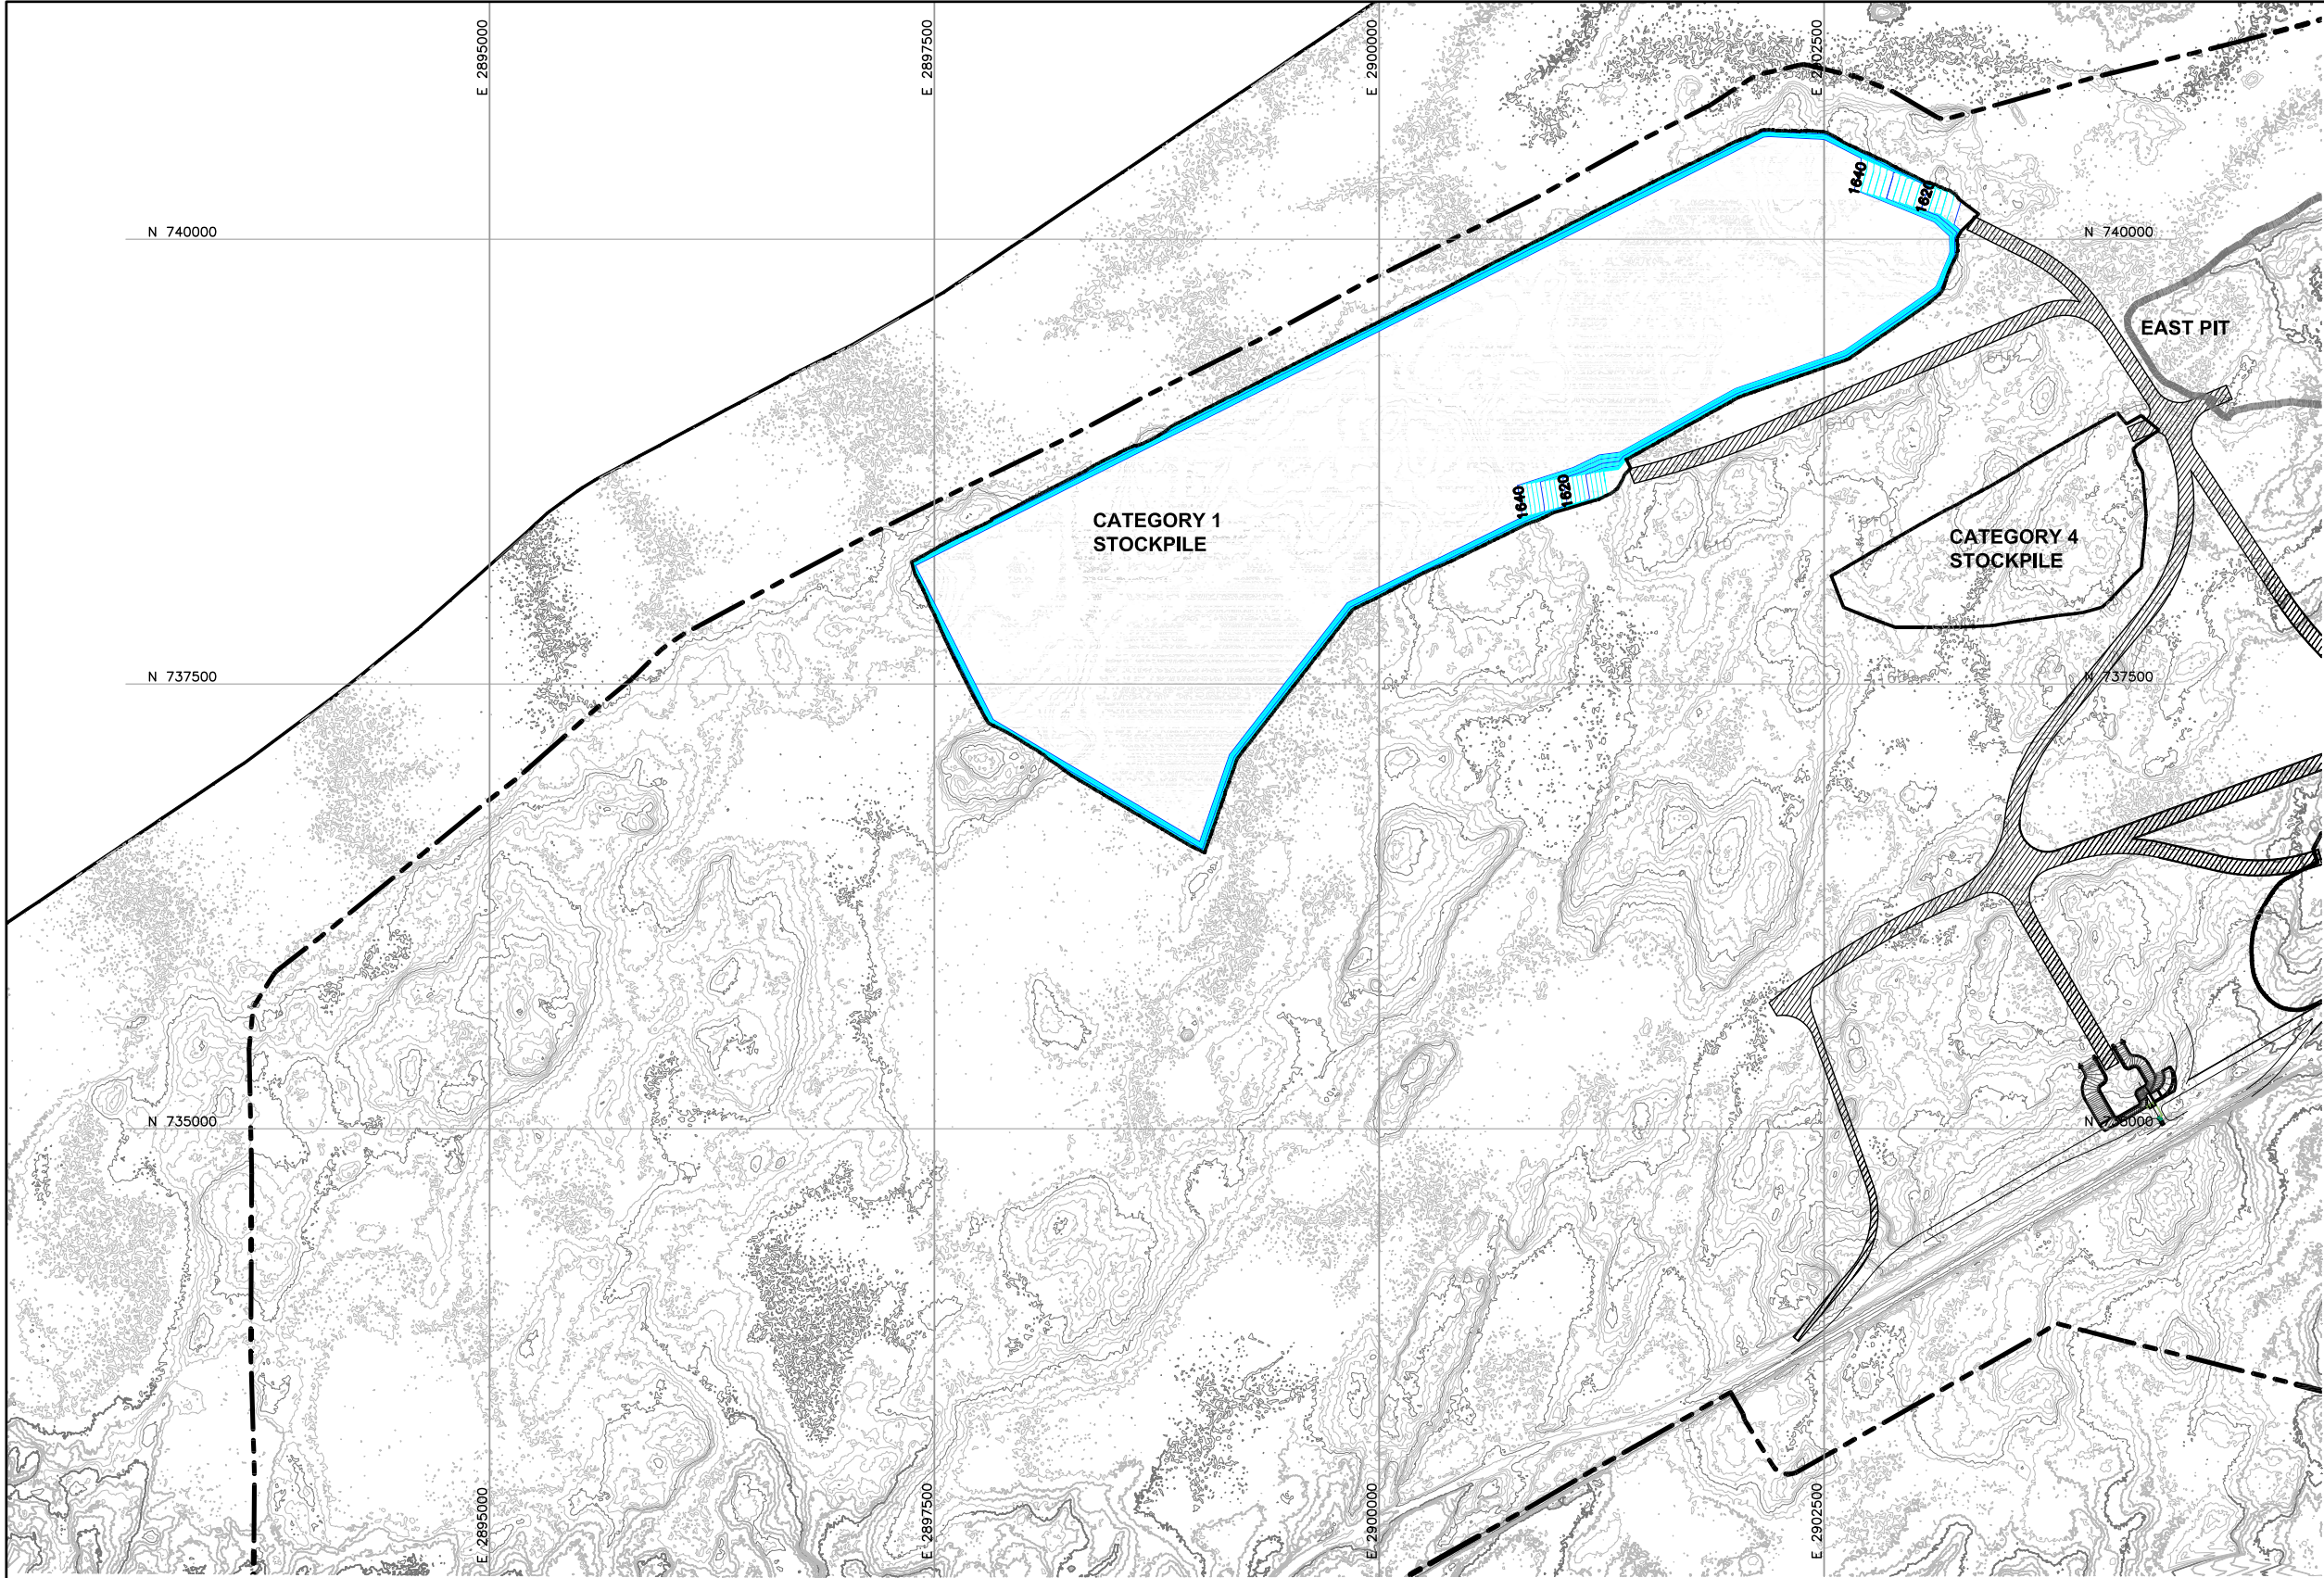 E 2895000
E 2897500
E 2900000
E 2902500
1640
1620
N 740000
N 740000
EAST PIT
1640
1620
CATEGORY 1
STOCKPILE
CATEGORY 4
STOCKPILE
N 737500
N 737500
N 735000
N 735000
E 2895000
E 2897500
E 2900000
E 2902500